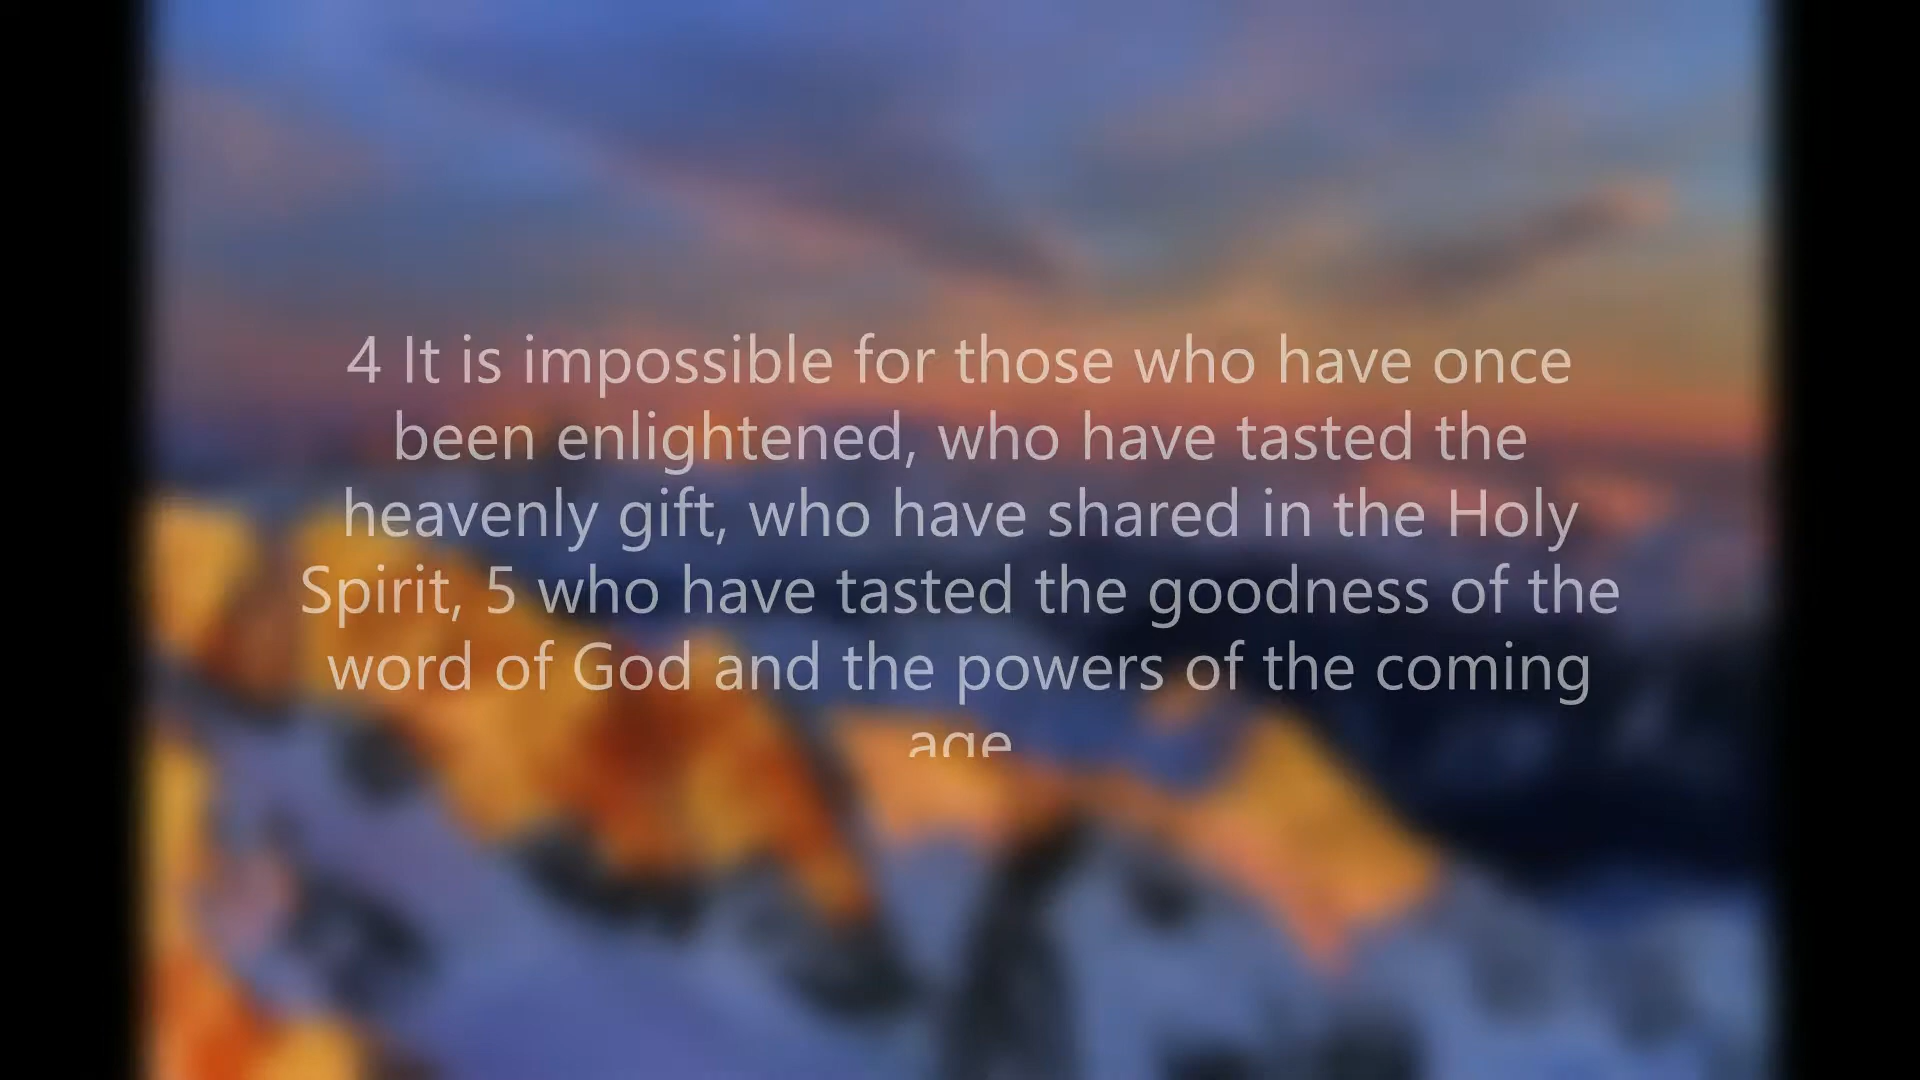 4 It is impossible for those who have once
been enlightened, who have tasted the
heavenly gift, who have shared in the Holy
Spirit, 5 who have tasted the goodness of the
word of God and the powers of the coming
age